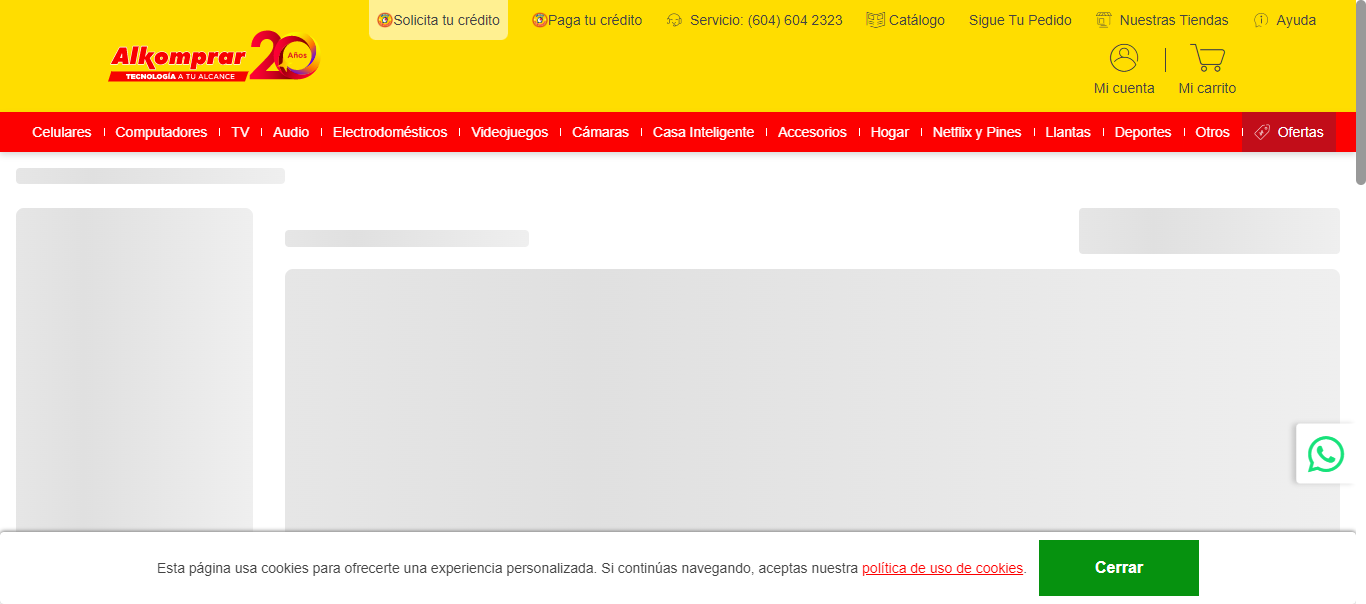 Solicita tu crédito
Paga tu crédito
Servicio: (604) 604 2323
Catálogo
Sigue Tu Pedido
Nuestras Tiendas
Ayuda
Alkomprar 20 Años
TECNOLOGÍA A TU ALCANCE
Mi cuenta
Mi carrito
Celulares
Computadores
TV
Audio
Electrodomésticos
Videojuegos
Cámaras
Casa Inteligente
Accesorios
Hogar
Netflix y Pines
Llantas
Deportes
Otros
Ofertas
Esta página usa cookies para ofrecerte una experiencia personalizada. Si continúas navegando, aceptas nuestra política de uso de cookies.
Cerrar